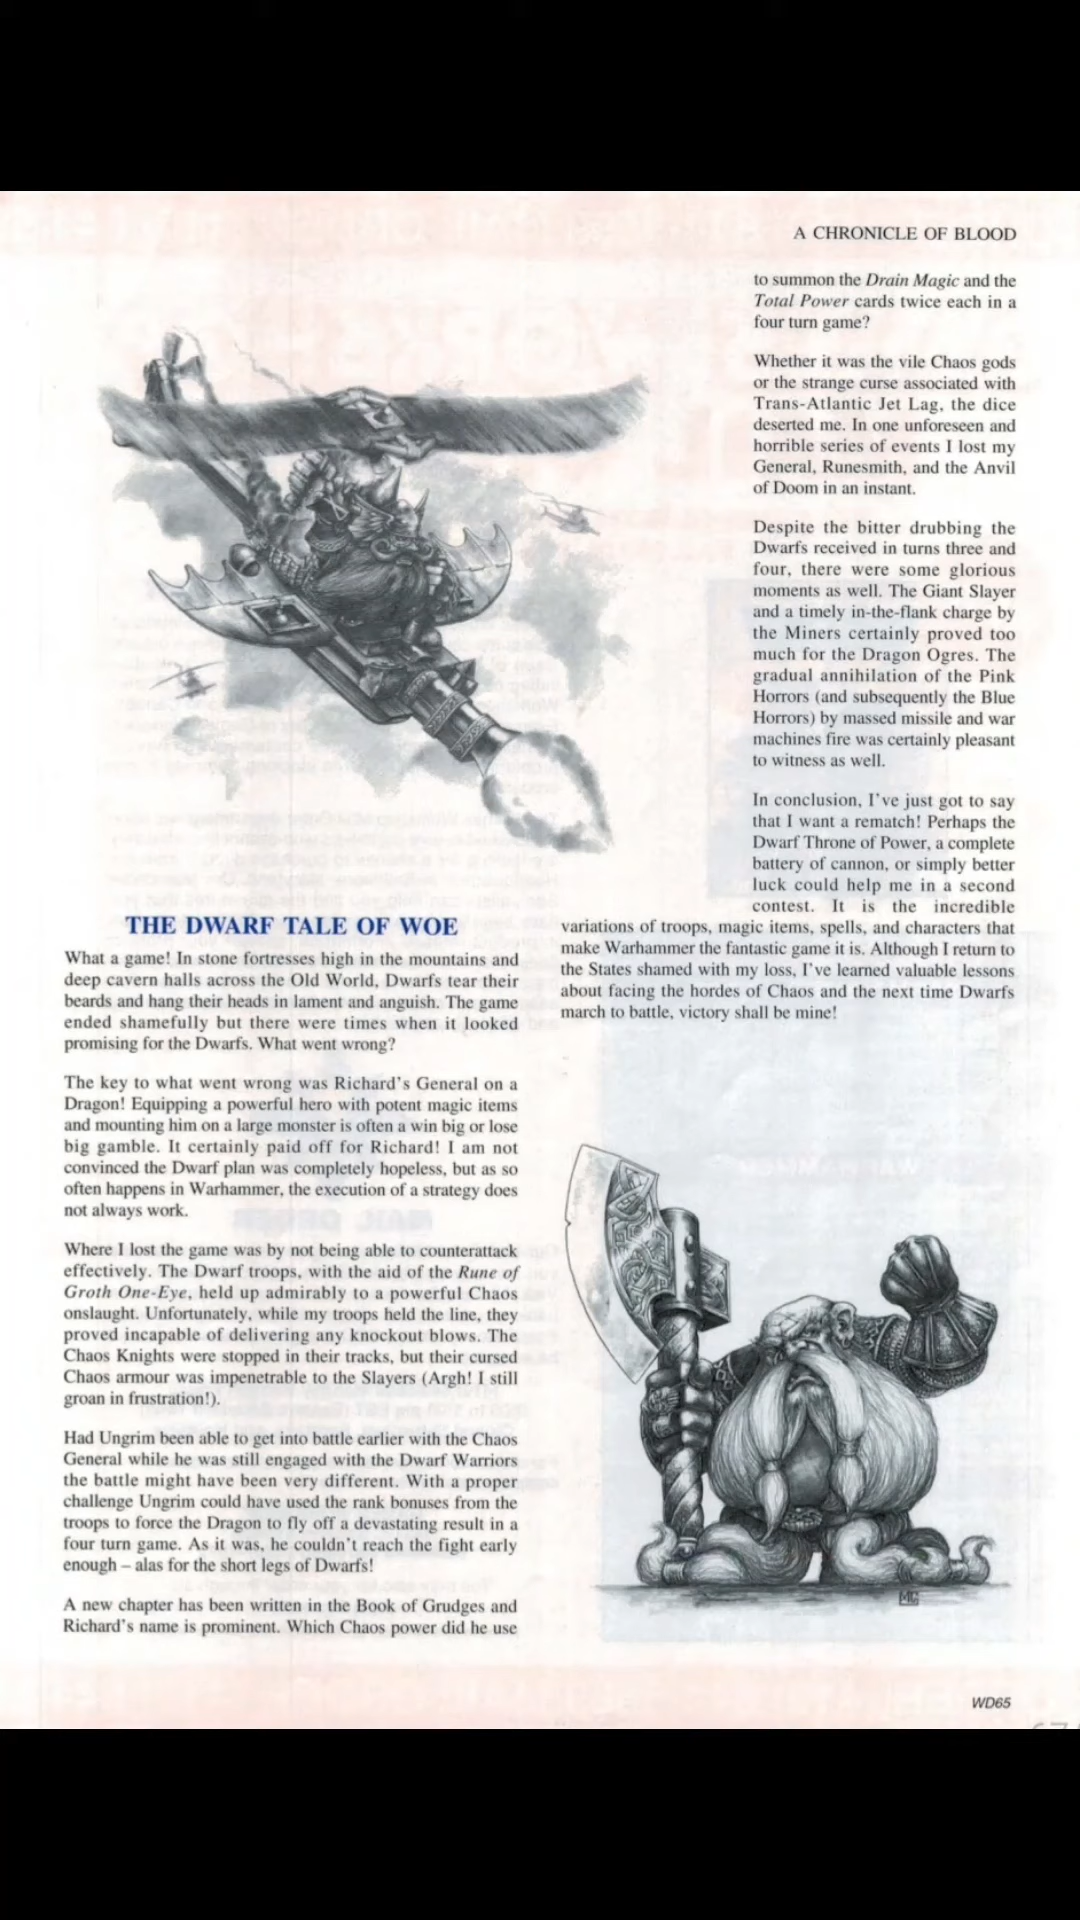 A CHRONICLE OF BLOOD
THE DWARF TALE OF WOE
What a game! In stone fortresses high in the mountains and
deep cavern halls across the Old World, Dwarfs tear their
beards and hang their heads in lament and anguish. The game
ended shamefully but there were times when it looked
promising for the Dwarfs. What went wrong?
The key to what went wrong was Richard's General on a
Dragon! Equipping a powerful hero with potent magic items
and mounting him on a large monster is often a win big or lose
big gamble. It certainly paid off for Richard! I am not
convinced the Dwarf plan was completely hopeless, but as so
often happens in Warhammer, the execution of a strategy does
not always work.
Where I lost the game was by not being able to counterattack
effectively. The Dwarf troops, with the aid of the Rune of
Groth One-Eye, held up admirably to a powerful Chaos
onslaught. Unfortunately, while my troops held the line, they
proved incapable of delivering any knockout blows. The
Chaos Knights were stopped in their tracks, but their cursed
Chaos armour was impenetrable to the Slayers (Argh! I still
groan in frustration!).
Had Ungrim been able to get into battle earlier with the Chaos
General while he was still engaged with the Dwarf Warriors
the battle might have been very different. With a proper
challenge Ungrim could have used the rank bonuses from the
troops to force the Dragon to fly off a devastating result in a
four turn game. As it was, he couldn't reach the fight early
enough – alas for the short legs of Dwarfs!
A new chapter has been written in the Book of Grudges and
Richard's name is prominent. Which Chaos power did he use
to summon the Drain Magic and the
Total Power cards twice each in a
four turn game?
Whether it was the vile Chaos gods
or the strange curse associated with
Trans-Atlantic Jet Lag, the dice
deserted me. In one unforeseen and
horrible series of events I lost my
General, Runesmith, and the Anvil
of Doom in an instant.
Despite the bitter drubbing the
Dwarfs received in turns three and
four, there were some glorious
moments as well. The Giant Slayer
and a timely in-the-flank charge by
the Miners certainly proved too
much for the Dragon Ogres. The
gradual annihilation of the Pink
Horrors (and subsequently the Blue
Horrors) by massed missile and war
machines fire was certainly pleasant
to witness as well.
In conclusion, I've just got to say
that I want a rematch! Perhaps the
Dwarf Throne of Power, a complete
battery of cannon, or simply better
luck could help me in a second
contest. It is the incredible
variations of troops, magic items, spells, and characters that
make Warhammer the fantastic game it is. Although I return to
the States shamed with my loss, I've learned valuable lessons
about facing the hordes of Chaos and the next time Dwarfs
march to battle, victory shall be mine!
MG
WD65